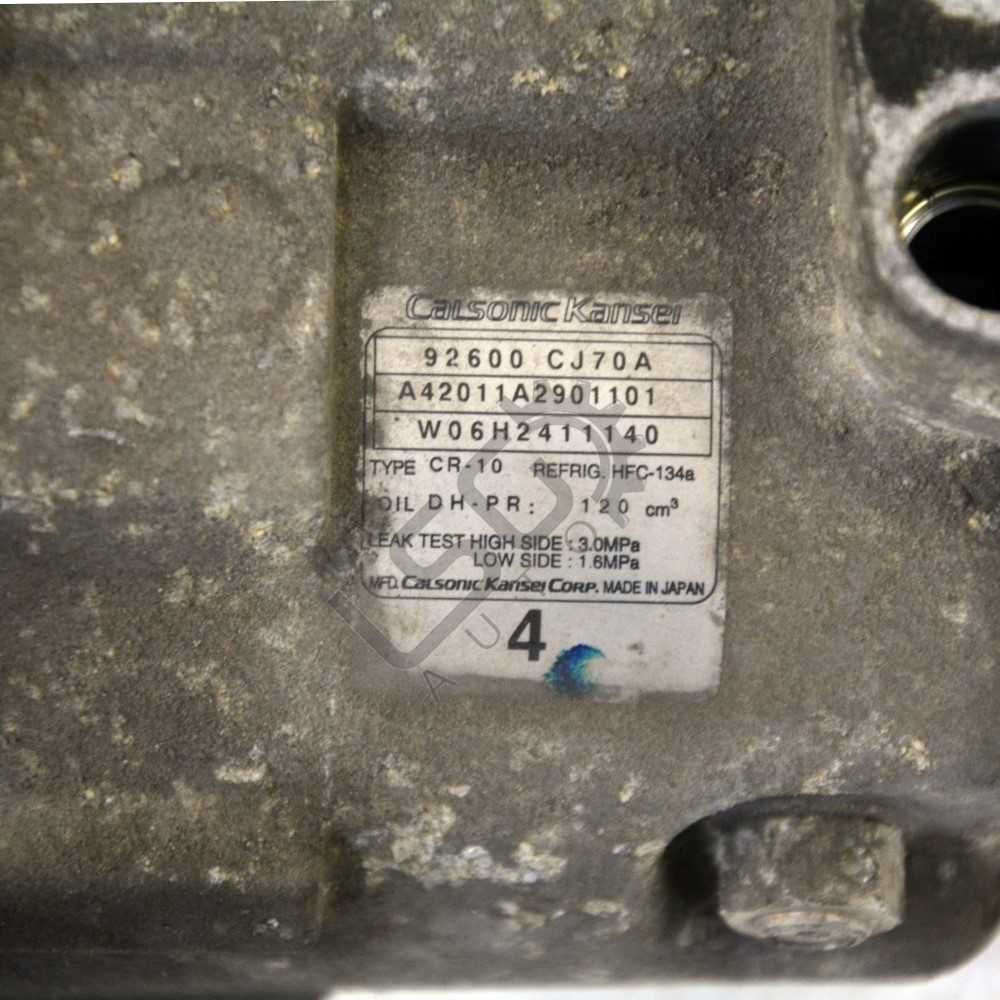 Calsonic Kansei
92600 CJ70A
A42011A2901101
W06H2411140
TYPE CR-10 REFRIG. HFC-134a
OIL DH-PR: 120 cm³
LEAK TEST HIGH SIDE : 3.0MPa
LOW SIDE : 1.6MPa
MFD. Calsonic Kansei Corp. MADE IN JAPAN
4